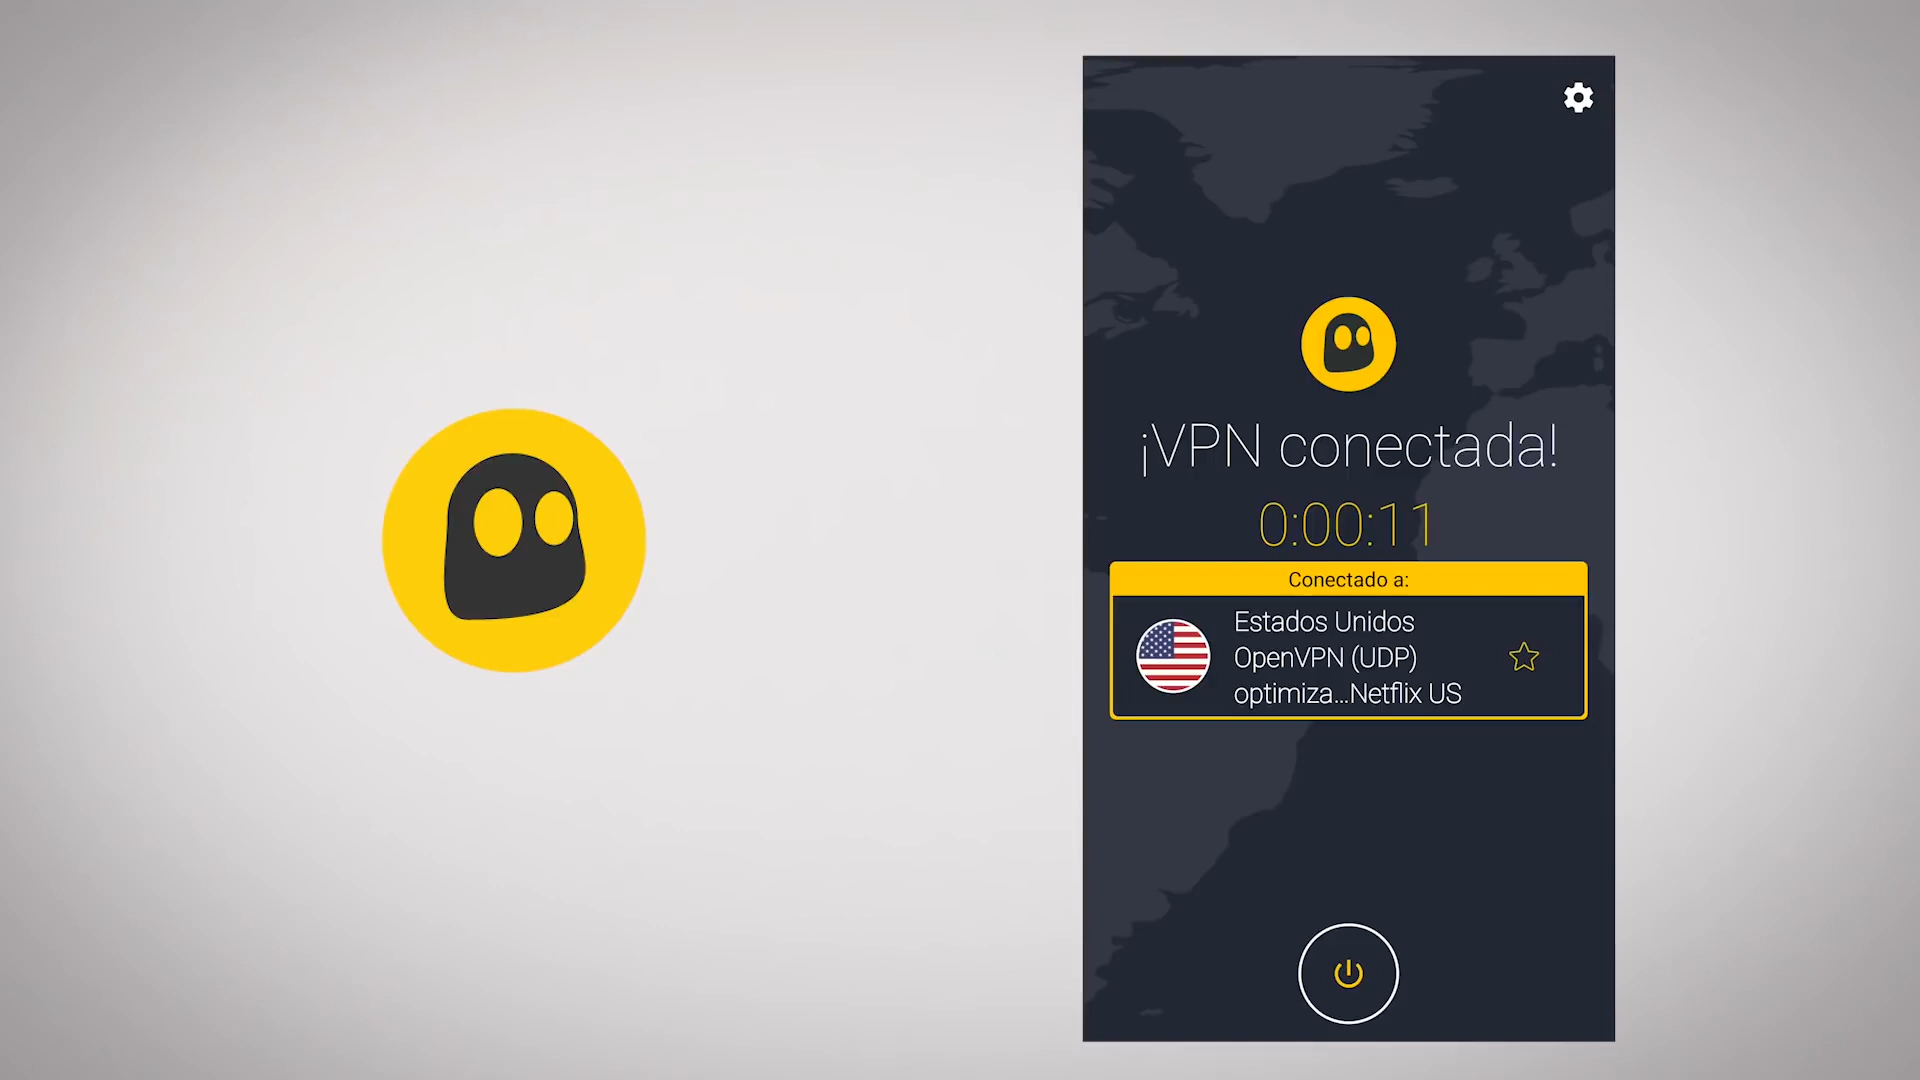 ¡VPN conectada!
0:00:11
Conectado a:
Estados Unidos
OpenVPN (UDP)
optimiza...Netflix US